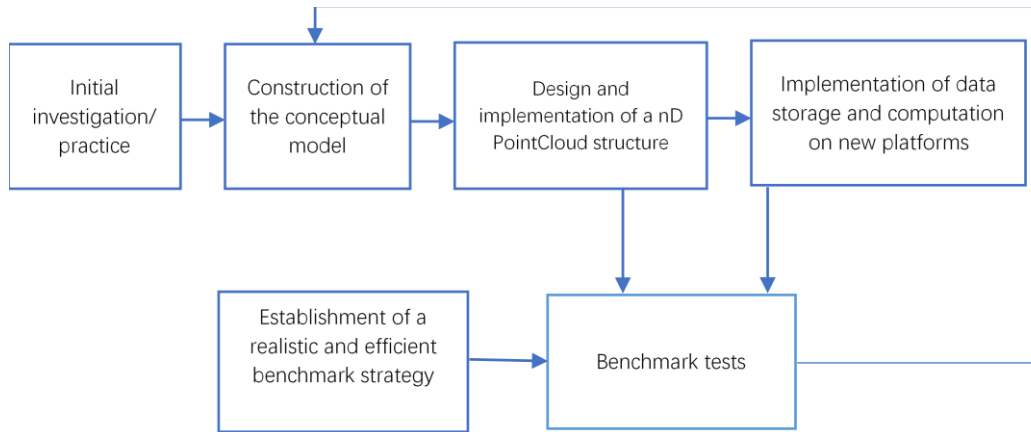 Initial
investigation/
practice
Construction of
the conceptual
model
Design and
implementation of a nD
PointCloud structure
Implementation of data
storage and computation
on new platforms
Establishment of a
realistic and efficient
benchmark strategy
Benchmark tests